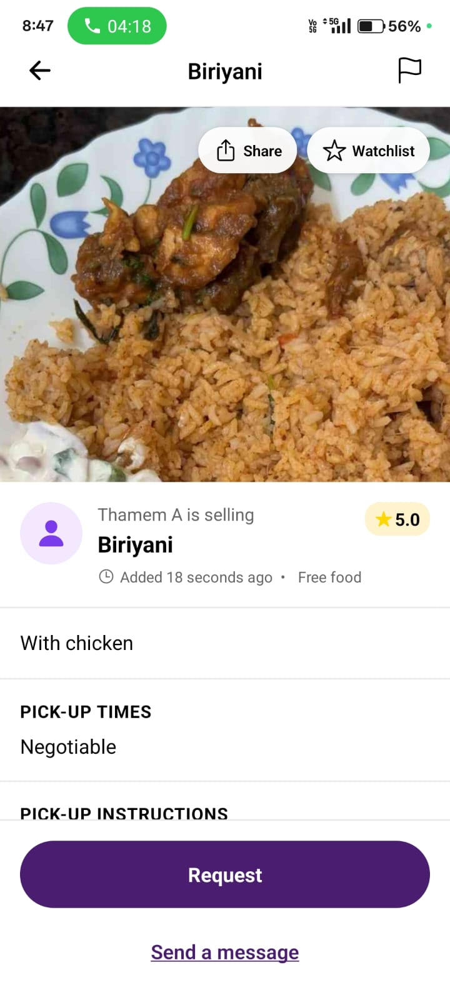 8:47 04:18 Vo 5G 5G 56%
Biriyani
Share Watchlist
Thamem A is selling 5.0
Biriyani
Added 18 seconds ago • Free food
With chicken
PICK-UP TIMES
Negotiable
PICK-UP INSTRUCTIONS
Request
Send a message